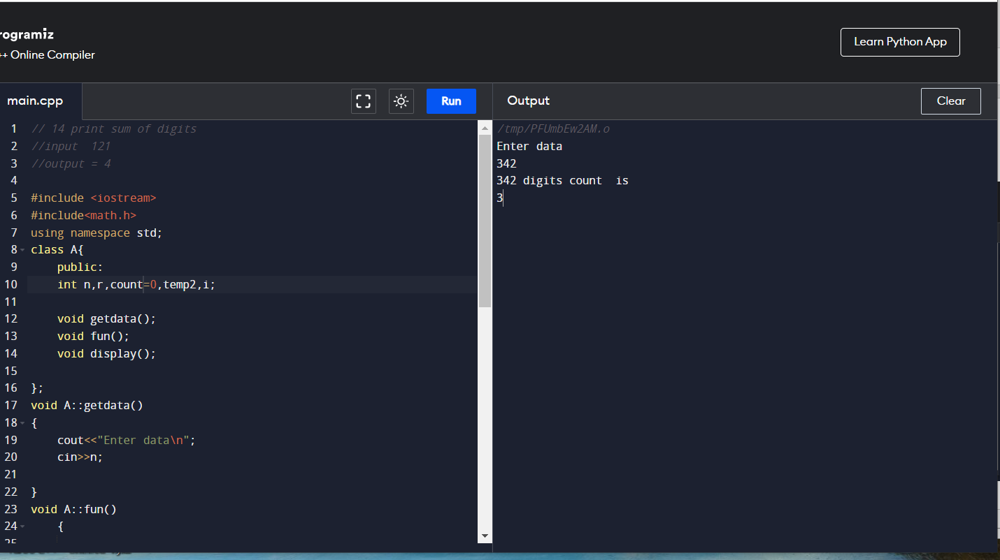 rogramiz
++ Online Compiler
Learn Python App
main.cpp
Run
Output
Clear
1 // 14 print sum of digits
2 //input  121
3 //output = 4
4
5 #include <iostream>
6 #include<math.h>
7 using namespace std;
8 class A{
9     public:
10     int n,r,count=0,temp2,i;
11
12     void getdata();
13     void fun();
14     void display();
15
16 };
17 void A::getdata()
18 {
19     cout<<"Enter data\n";
20     cin>>n;
21
22 }
23 void A::fun()
24     {
25
/tmp/PFUmbEw2AM.o
Enter data
342
342 digits count  is
3